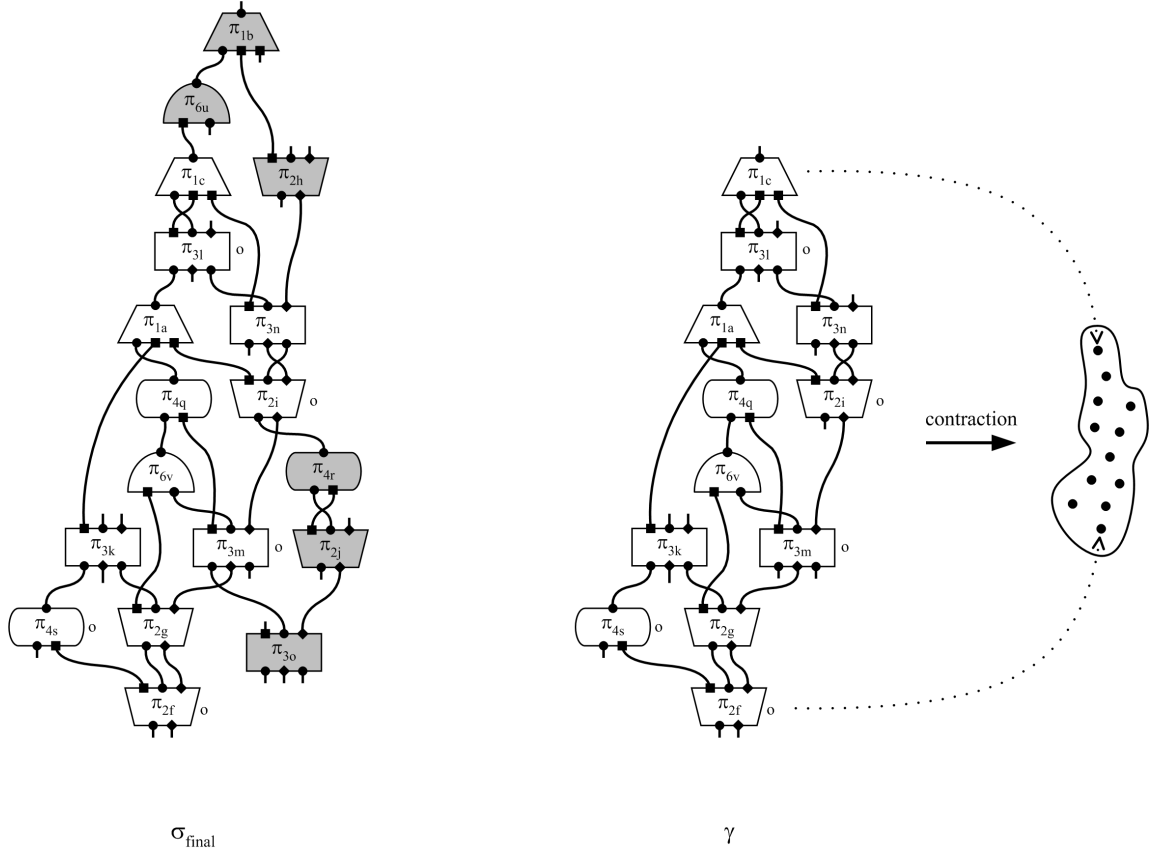 π1b
π6u
π1c
π2h
π3l o
π1a
π3n
π4q
π2i o
π6v
π4r
π3k
π3m o
π2j
π4s o
π2g
π3o
π2f o
σfinal
π1c
π3l o
π1a
π3n
π4q
π2i o
π6v
π3k
π3m o
π4s o
π2g o
π2f o
γ
contraction